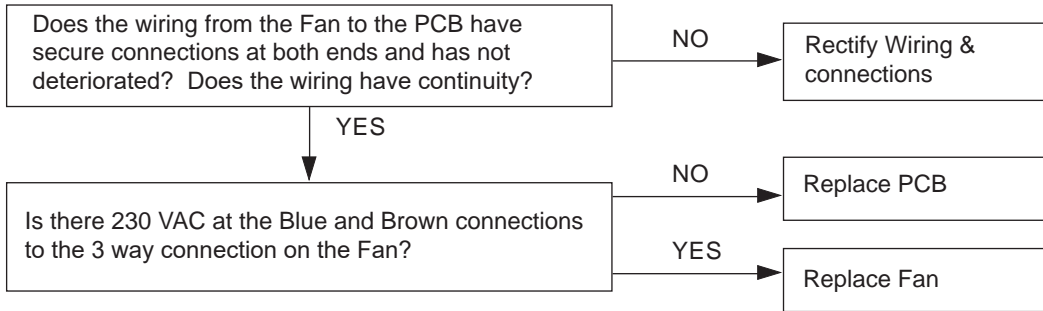 Does the wiring from the Fan to the PCB have
secure connections at both ends and has not
deteriorated? Does the wiring have continuity?
NO
Rectify Wiring &
connections
YES
Is there 230 VAC at the Blue and Brown connections
to the 3 way connection on the Fan?
NO
Replace PCB
YES
Replace Fan